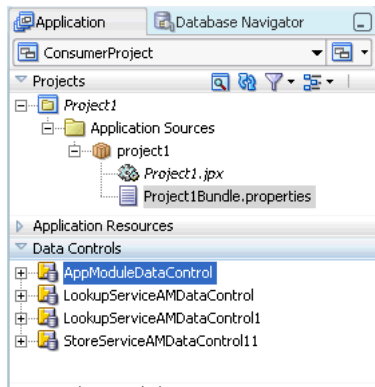 Application Database Navigator
ConsumerProject
Projects
Project1
Application Sources
project1
Project1.jpx
Project1Bundle.properties
Application Resources
Data Controls
AppModuleDataControl
LookupServiceAMDataControl
LookupServiceAMDataControl1
StoreServiceAMDataControl11